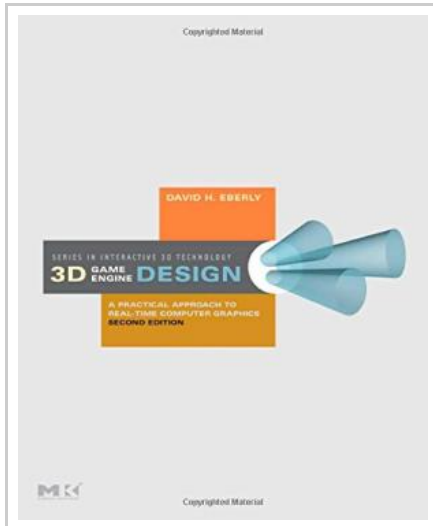 Copyrighted Material
DAVID H. EBERLY
SERIES IN INTERACTIVE 3D TECHNOLOGY
3D GAME ENGINE DESIGN
A PRACTICAL APPROACH TO
REAL-TIME COMPUTER GRAPHICS
SECOND EDITION
MK
Copyrighted Material